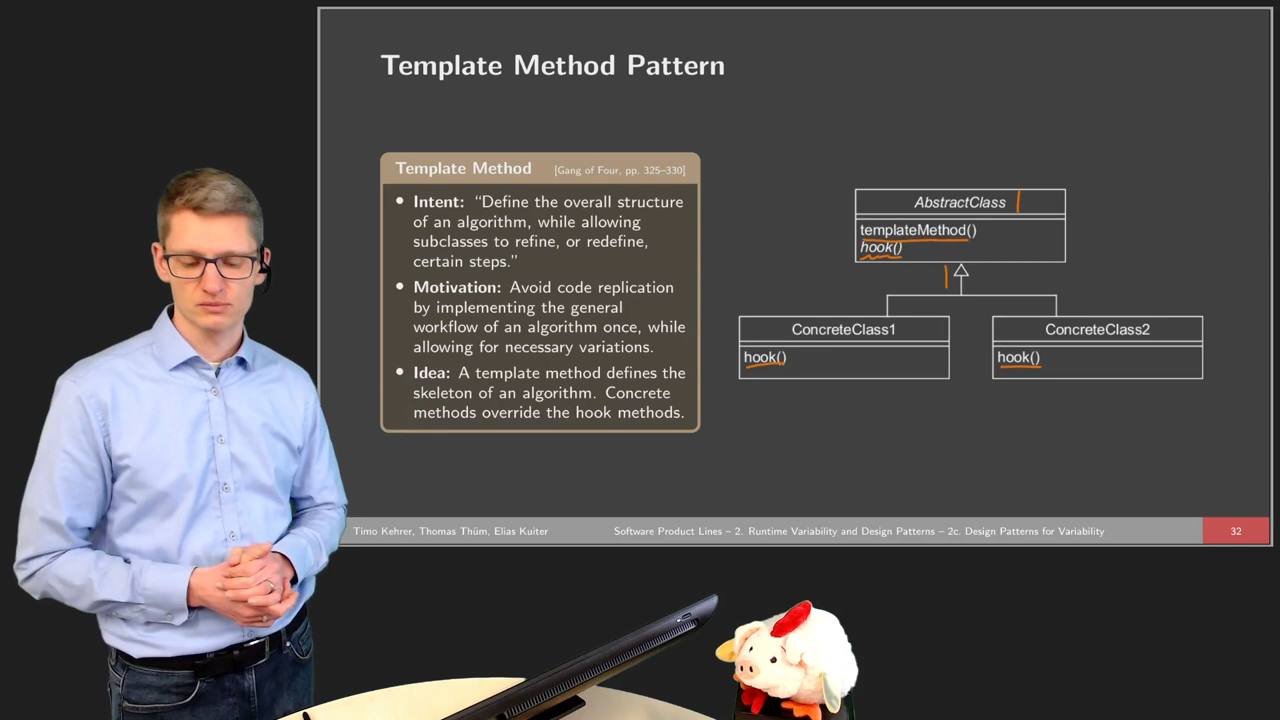 Template Method Pattern
Template Method [Gang of Four, pp. 325–330]
• Intent: “Define the overall structure
of an algorithm, while allowing
subclasses to refine, or redefine,
certain steps.”
• Motivation: Avoid code replication
by implementing the general
workflow of an algorithm once, while
allowing for necessary variations.
• Idea: A template method defines the
skeleton of an algorithm. Concrete
methods override the hook methods.
AbstractClass
templateMethod()
hook()
ConcreteClass1
hook()
ConcreteClass2
hook()
Timo Kehrer, Thomas Thüm, Elias Kuiter
Software Product Lines – 2. Runtime Variability and Design Patterns – 2c. Design Patterns for Variability
32